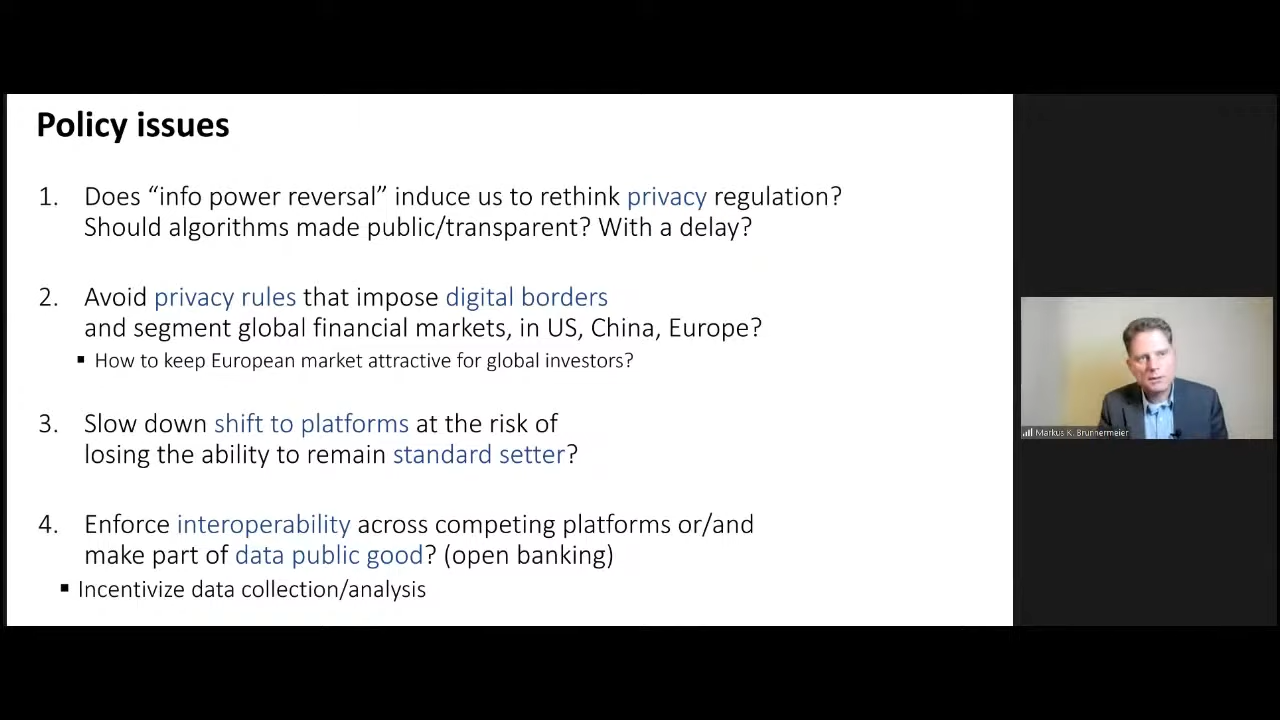 Policy issues
1. Does “info power reversal” induce us to rethink privacy regulation?
Should algorithms made public/transparent? With a delay?
2. Avoid privacy rules that impose digital borders
and segment global financial markets, in US, China, Europe?
▪ How to keep European market attractive for global investors?
3. Slow down shift to platforms at the risk of
losing the ability to remain standard setter?
4. Enforce interoperability across competing platforms or/and
make part of data public good? (open banking)
▪ Incentivize data collection/analysis
Markus K. Brunnermeier